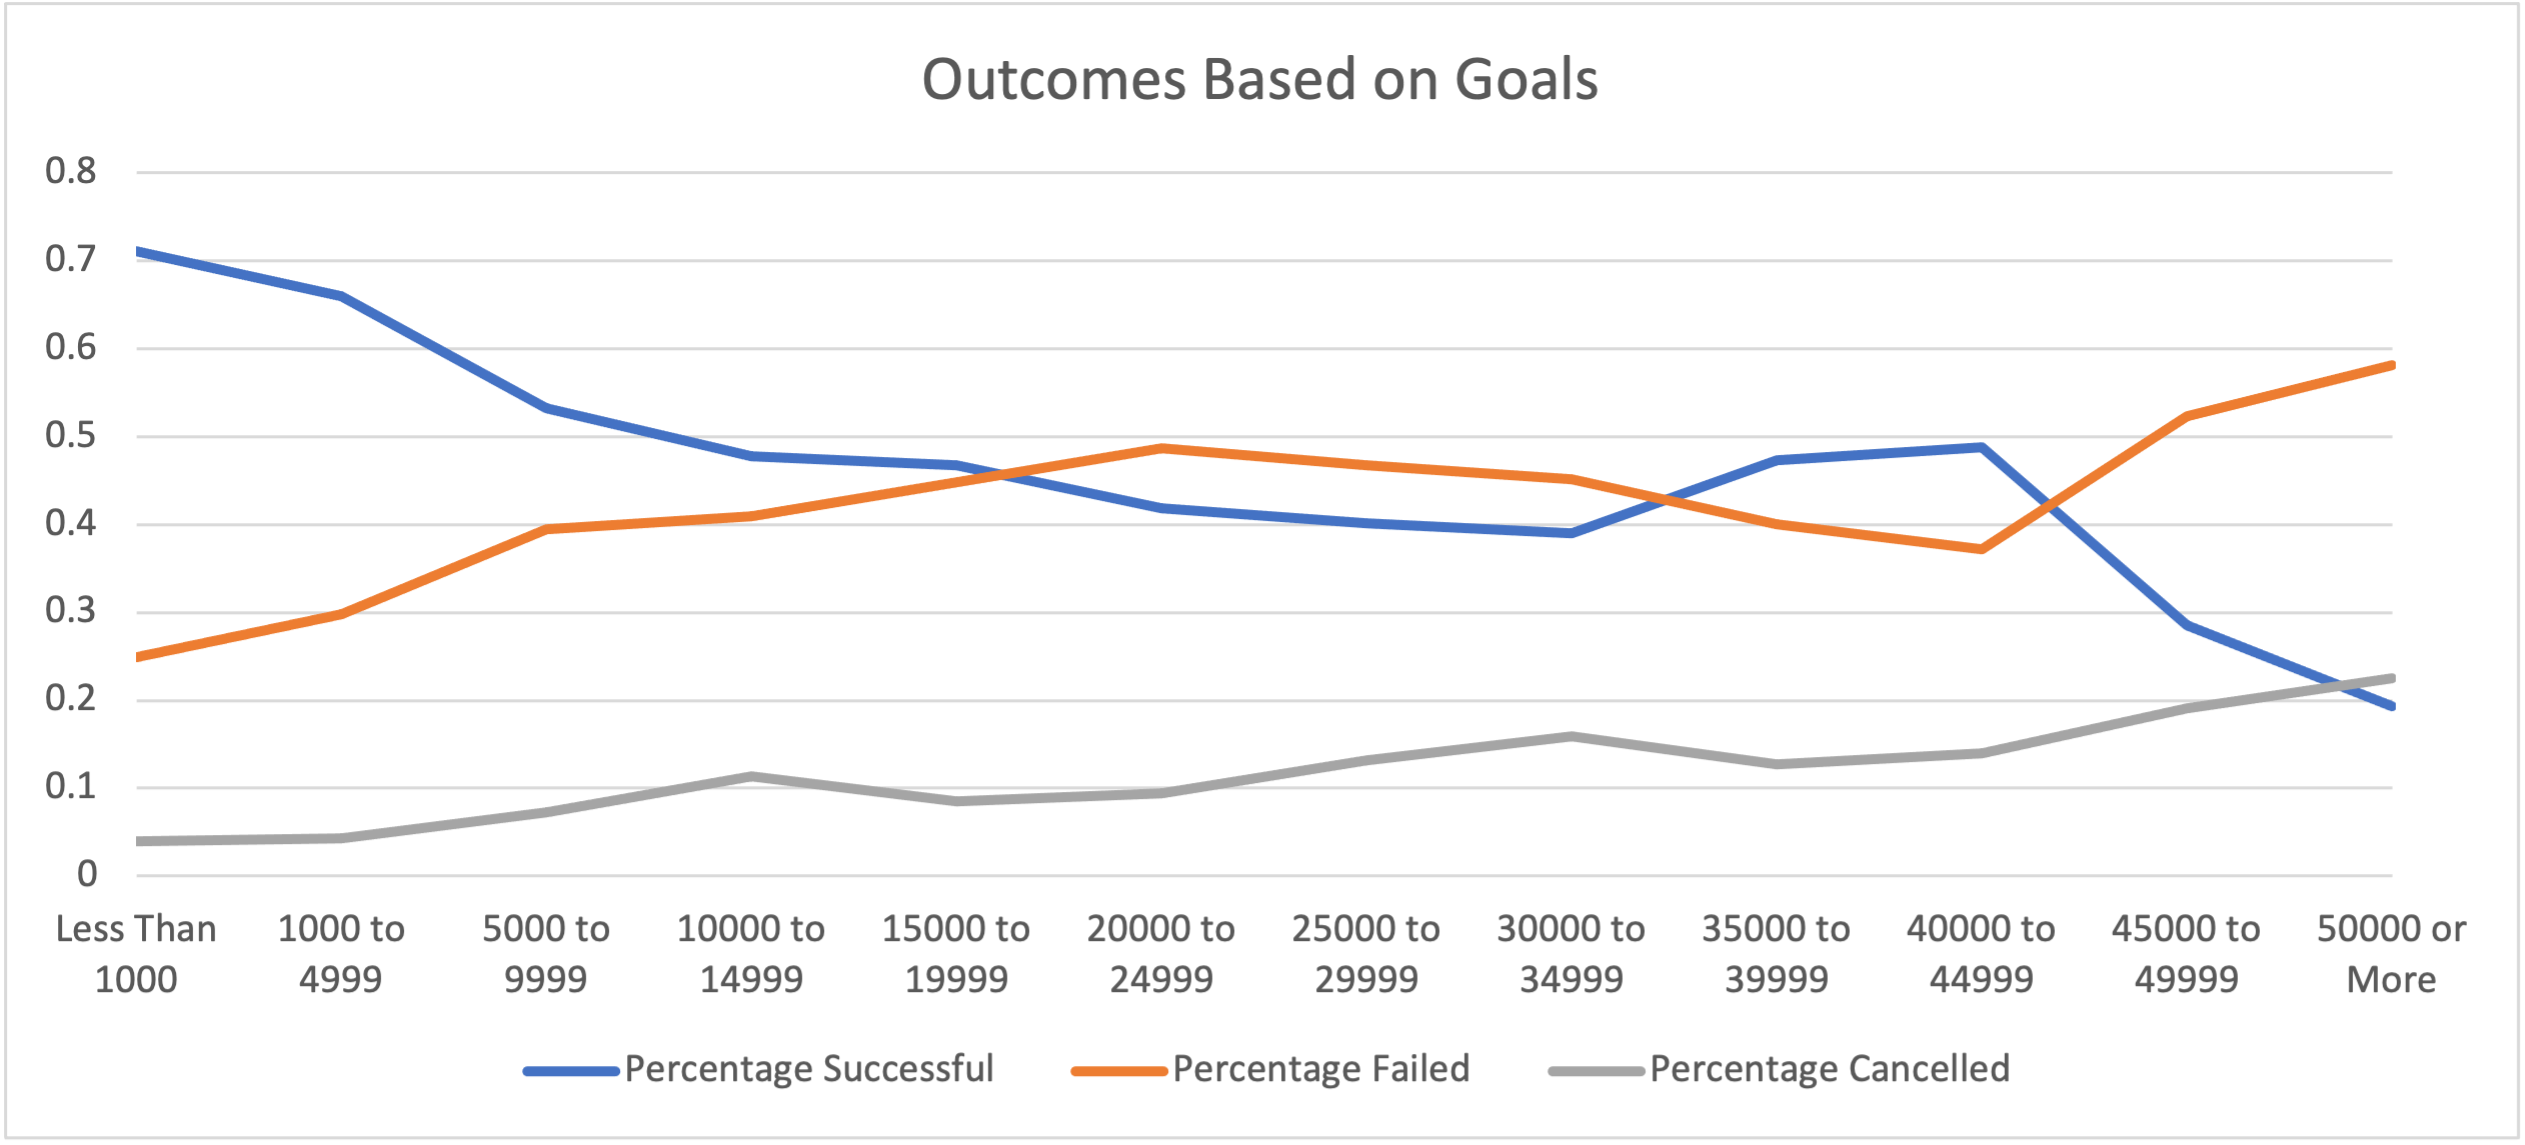 Outcomes Based on Goals
0.8
0.7
0.6
0.5
0.4
0.3
0.2
0.1
0
Less Than 1000
1000 to 4999
5000 to 9999
10000 to 14999
15000 to 19999
20000 to 24999
25000 to 29999
30000 to 34999
35000 to 39999
40000 to 44999
45000 to 49999
50000 or More
Percentage Successful
Percentage Failed
Percentage Cancelled